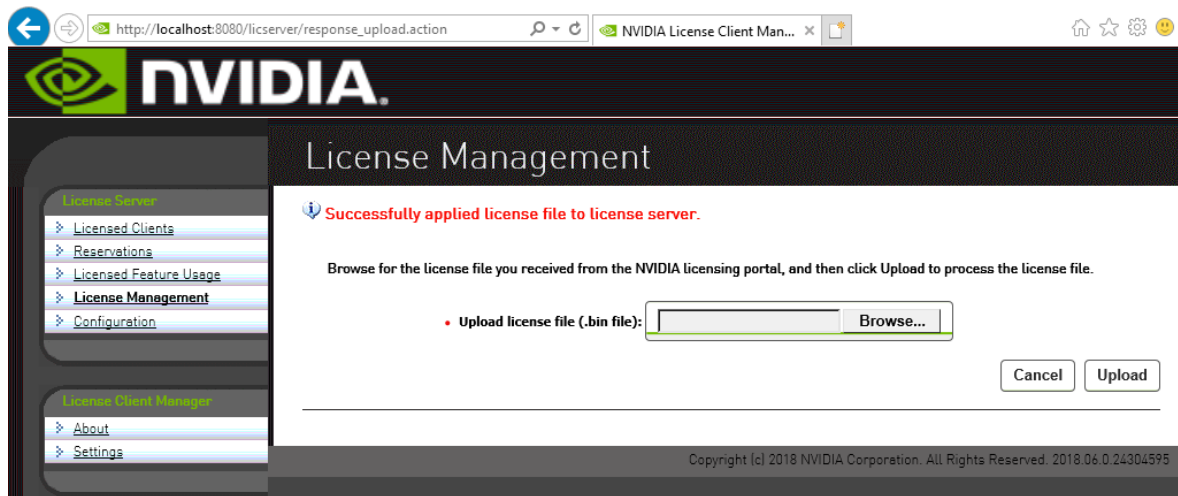 http://localhost:8080/licserver/response_upload.action
NVIDIA License Client Man...
NVIDIA.
License Management
License Server
Licensed Clients
Reservations
Licensed Feature Usage
License Management
Configuration
License Client Manager
About
Settings
Successfully applied license file to license server.
Browse for the license file you received from the NVIDIA licensing portal, and then click Upload to process the license file.
• Upload license file (.bin file): Browse...
Cancel Upload
Copyright (c) 2018 NVIDIA Corporation. All Rights Reserved. 2018.06.0.24304595